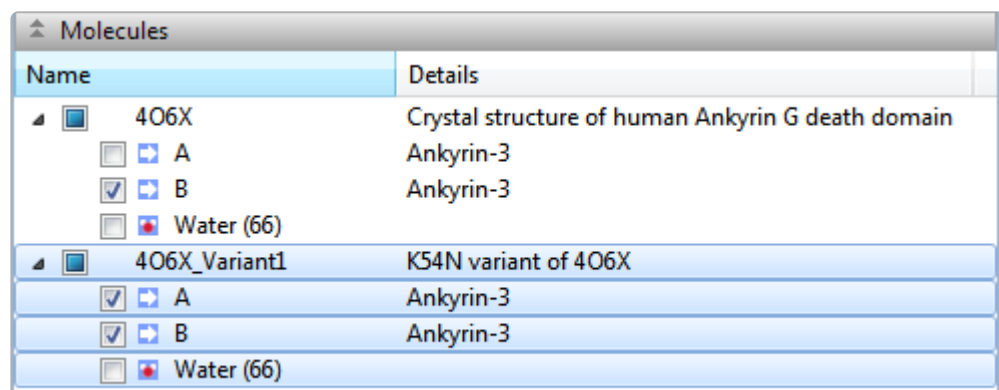 Molecules
Name Details
4O6X Crystal structure of human Ankyrin G death domain
A Ankyrin-3
B Ankyrin-3
Water (66)
4O6X_Variant1 K54N variant of 4O6X
A Ankyrin-3
B Ankyrin-3
Water (66)